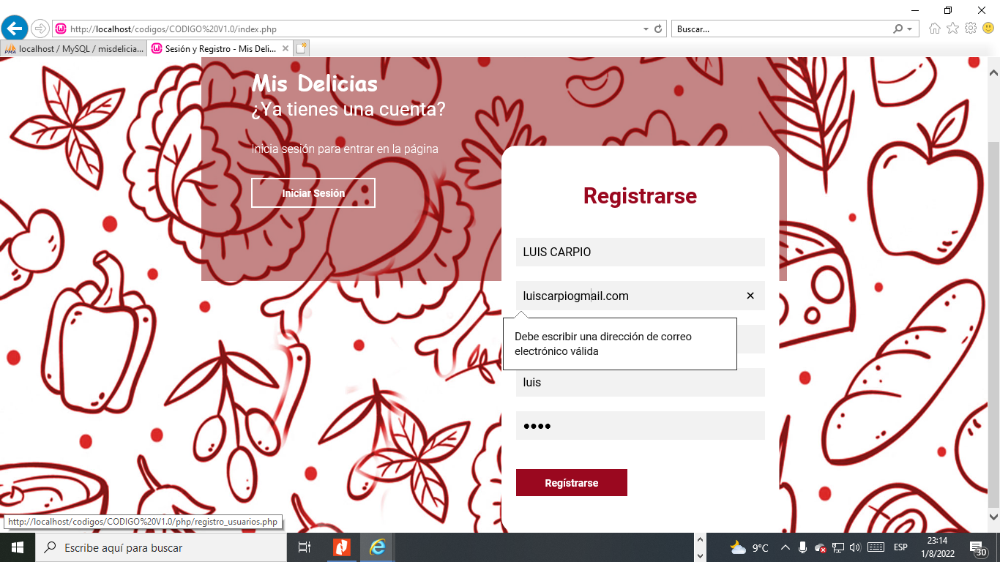 http://localhost/codigos/CODIGO%20V1.0/index.php
Buscar...
PMA
localhost / MySQL / misdelicia...
Sesión y Registro - Mis Deli...
Mis Delicias
¿Ya tienes una cuenta?
Inicia sesión para entrar en la página
Iniciar Sesión
Registrarse
LUIS CARPIO
luiscarpiogmail.com
Debe escribir una dirección de correo
electrónico válida
luis
Regístrarse
http://localhost/codigos/CODIGO%20V1.0/php/registro_usuarios.php
Escribe aquí para buscar
9°C
ESP
23:14
1/8/2022
30